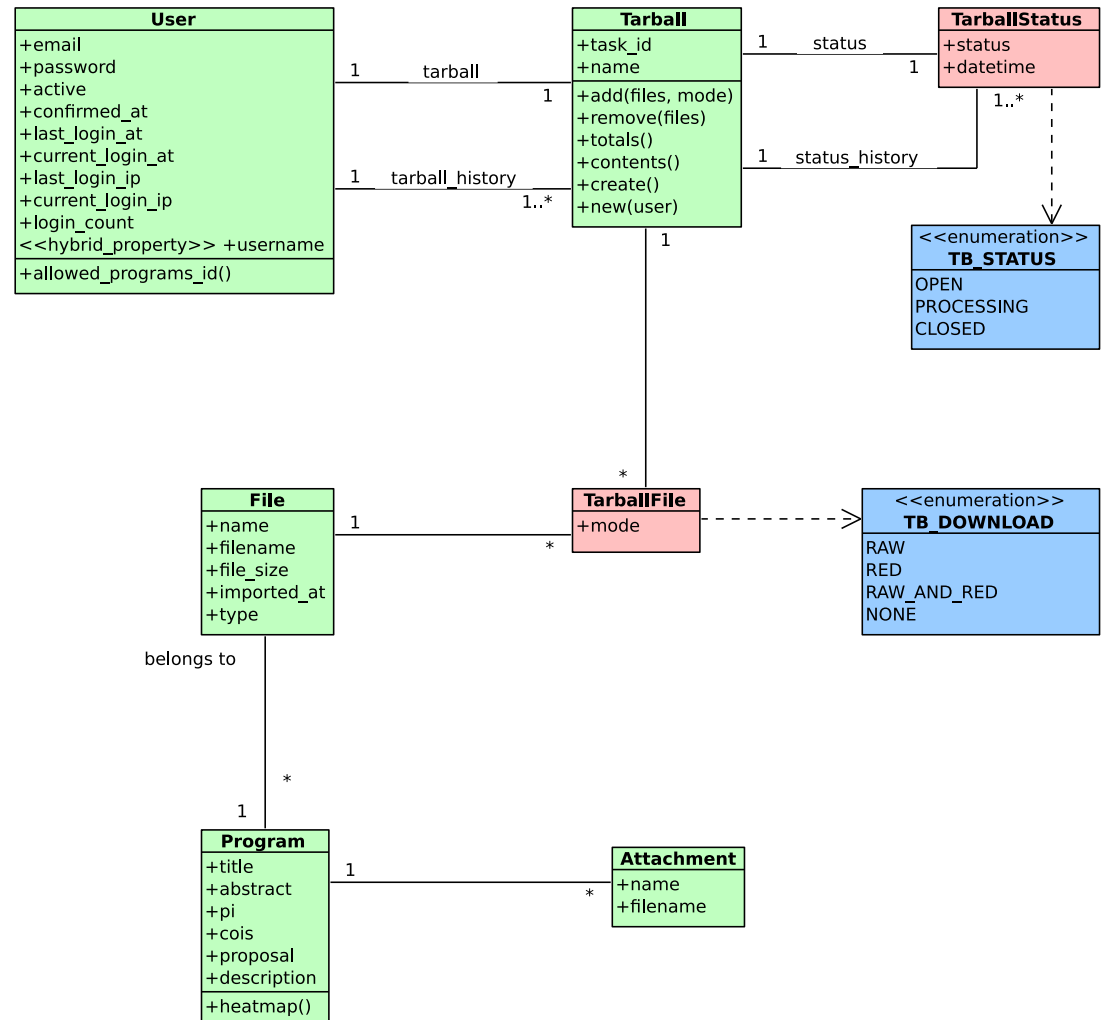 User
+email
+password
+active
+confirmed_at
+last_login_at
+current_login_at
+last_login_ip
+current_login_ip
+login_count
<<hybrid_property>> +username
+allowed_programs_id()
1
tarball
1
1
tarball_history
1..*
Tarball
+task_id
+name
+add(files, mode)
+remove(files)
+totals()
+contents()
+create()
+new(user)
1
status
1
1
status_history
1..*
TarballStatus
+status
+datetime
<<enumeration>>
TB_STATUS
OPEN
PROCESSING
CLOSED
1
*
File
+name
+filename
+file_size
+imported_at
+type
1
*
TarballFile
+mode
<<enumeration>>
TB_DOWNLOAD
RAW
RED
RAW_AND_RED
NONE
belongs to
*
1
Program
+title
+abstract
+pi
+cois
+proposal
+description
+heatmap()
1
*
Attachment
+name
+filename